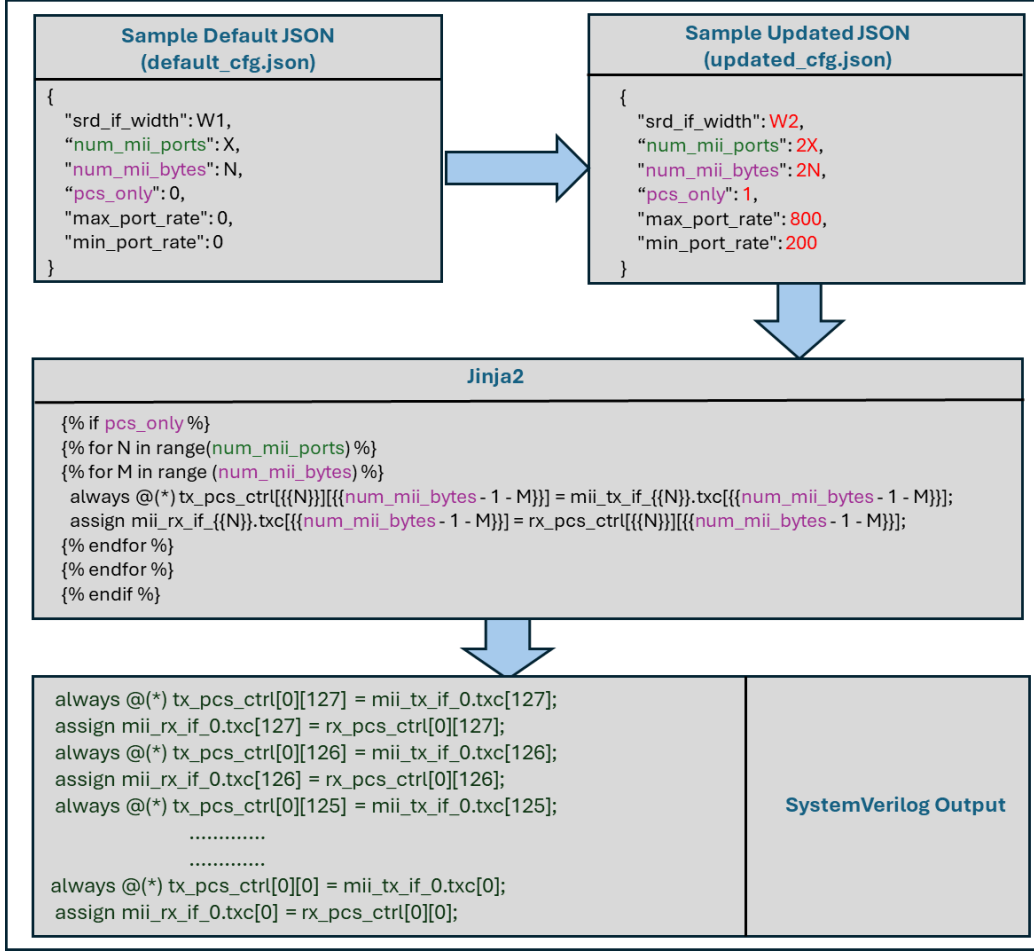 Sample Default JSON
(default_cfg.json)
{
"srd_if_width": W1,
“num_mii_ports": X,
"num_mii_bytes": N,
“pcs_only": 0,
"max_port_rate": 0,
"min_port_rate": 0
}
Sample Updated JSON
(updated_cfg.json)
{
"srd_if_width": W2,
“num_mii_ports": 2X,
"num_mii_bytes": 2N,
“pcs_only": 1,
"max_port_rate": 800,
"min_port_rate": 200
}
Jinja2
{% if pcs_only %}
{% for N in range(num_mii_ports) %}
{% for M in range (num_mii_bytes) %}
always @(*) tx_pcs_ctrl[{{N}}][{{num_mii_bytes - 1 - M}}] = mii_tx_if_{{N}}.txc[{{num_mii_bytes - 1 - M}}];
assign mii_rx_if_{{N}}.txc[{{num_mii_bytes - 1 - M}}] = rx_pcs_ctrl[{{N}}][{{num_mii_bytes - 1 - M}}];
{% endfor %}
{% endfor %}
{% endif %}
always @(*) tx_pcs_ctrl[0][127] = mii_tx_if_0.txc[127];
assign mii_rx_if_0.txc[127] = rx_pcs_ctrl[0][127];
always @(*) tx_pcs_ctrl[0][126] = mii_tx_if_0.txc[126];
assign mii_rx_if_0.txc[126] = rx_pcs_ctrl[0][126];
always @(*) tx_pcs_ctrl[0][125] = mii_tx_if_0.txc[125];
.............
.............
always @(*) tx_pcs_ctrl[0][0] = mii_tx_if_0.txc[0];
assign mii_rx_if_0.txc[0] = rx_pcs_ctrl[0][0];
SystemVerilog Output